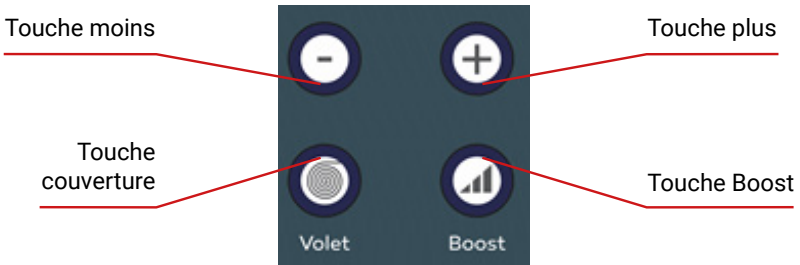 Touche moins
Touche plus
-
+
Touche
couverture
Touche Boost
Volet
Boost